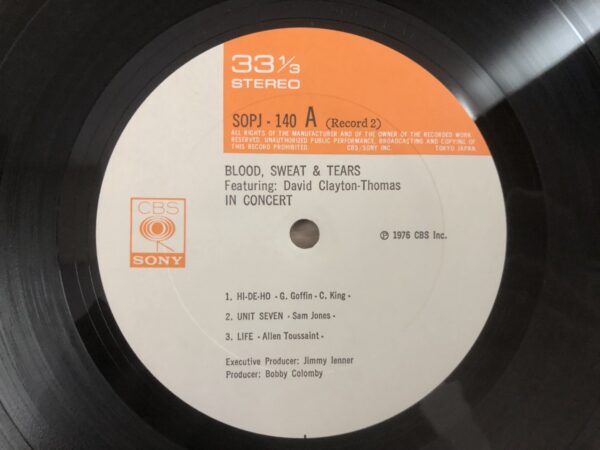 33 1/3
STEREO
SOPJ · 140 A (Record 2)
ALL RIGHTS OF THE MANUFACTURER AND OF THE OWNER OF THE RECORDED WORK
RESERVED. UNAUTHORIZED PUBLIC PERFORMANCE, BROADCASTING AND COPYING OF
THIS RECORD PROHIBITED. CBS/SONY INC. TOKYO JAPAN.
BLOOD, SWEAT & TEARS
Featuring: David Clayton-Thomas
IN CONCERT
CBS
SONY
℗ 1976 CBS Inc.
1. HI-DE-HO · G. Goffin · C. King ·
2. UNIT SEVEN · Sam Jones ·
3. LIFE · Allen Toussaint ·
Executive Producer: Jimmy Ienner
Producer: Bobby Colomby